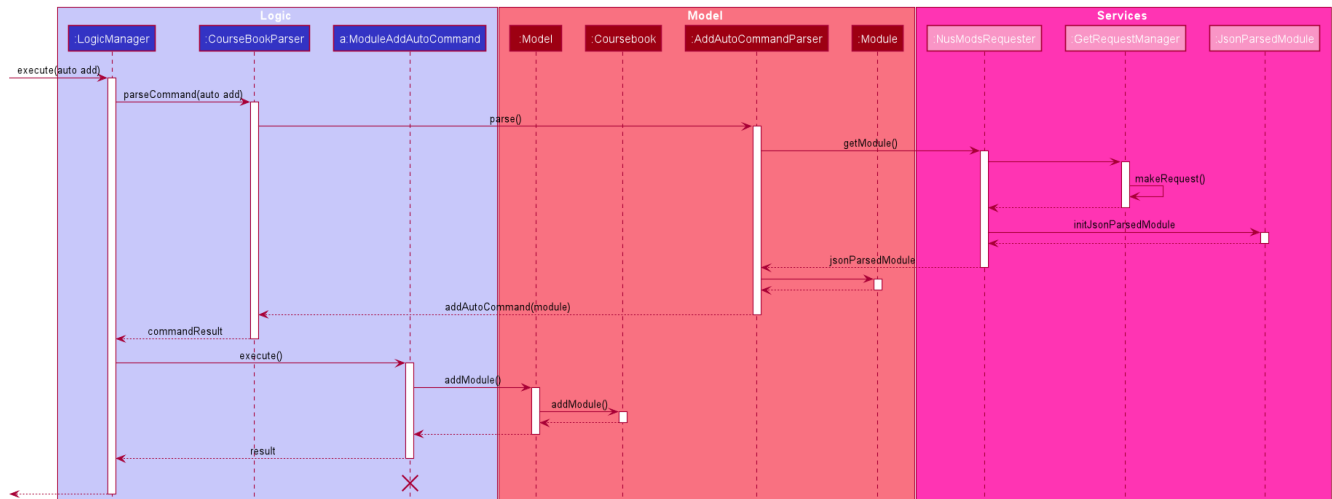 Logic
Model
Services
:LogicManager
:CourseBookParser
a:ModuleAddAutoCommand
:Model
:Coursebook
:AddAutoCommandParser
:Module
:NusModsRequester
:GetRequestManager
:JsonParsedModule
execute(auto add)
parseCommand(auto add)
parse()
getModule()
makeRequest()
initJsonParsedModule
jsonParsedModule
addAutoCommand(module)
commandResult
execute()
addModule()
addModule()
result